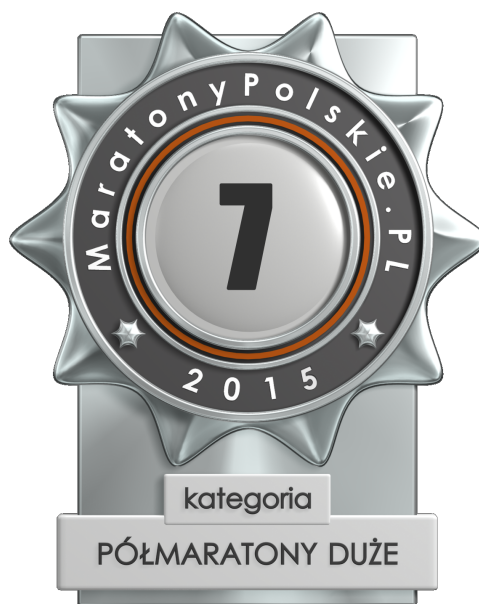 MaratonyPolskie.PL
7
2015
kategoria
PÓŁMARATONY DUŻE